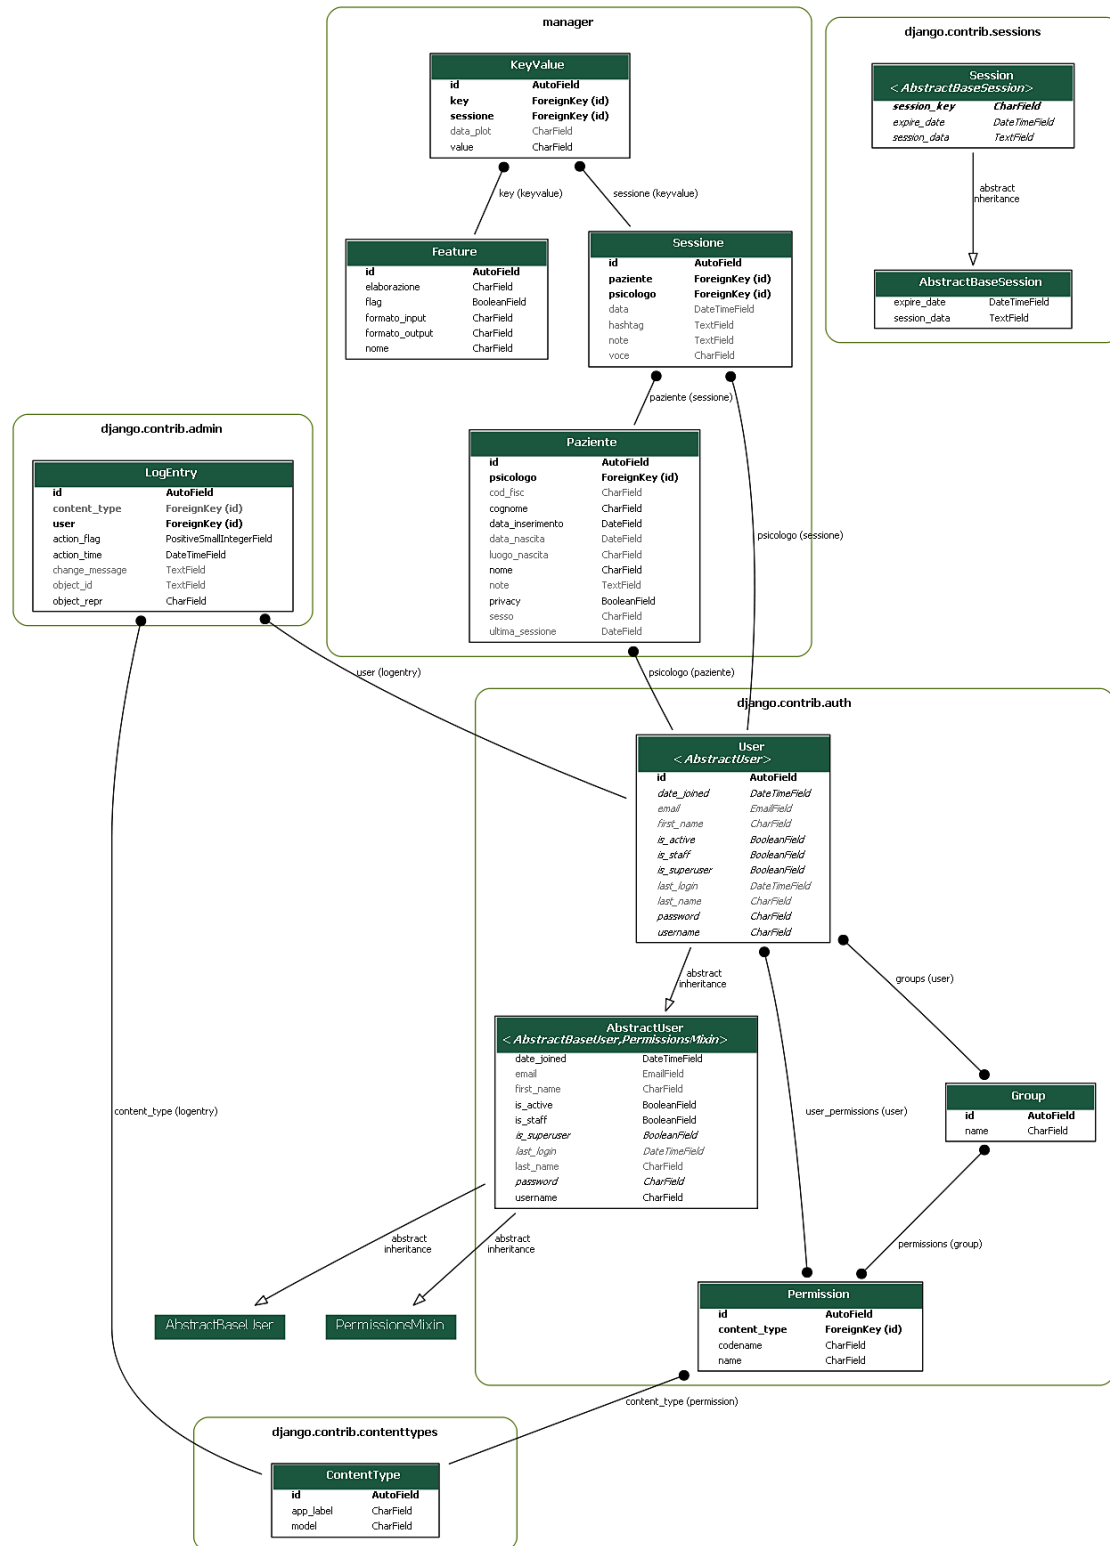 manager
KeyValue
id AutoField
key ForeignKey (id)
sessione ForeignKey (id)
data_plot CharField
value CharField
key (keyvalue)
sessione (keyvalue)
Feature
id AutoField
elaborazione CharField
flag BooleanField
formato_input CharField
formato_output CharField
nome CharField
Sessione
id AutoField
paziente ForeignKey (id)
psicologo ForeignKey (id)
data DateTimeField
hashtag TextField
note TextField
voce CharField
paziente (sessione)
psicologo (sessione)
Paziente
id AutoField
psicologo ForeignKey (id)
cod_fisc CharField
cognome CharField
data_inserimento DateField
data_nascita DateField
luogo_nascita CharField
nome CharField
note TextField
privacy BooleanField
sesso CharField
ultima_sessione DateField
psicologo (paziente)
django.contrib.sessions
Session
<AbstractBaseSession>
session_key CharField
expire_date DateTimeField
session_data TextField
abstract
inheritance
AbstractBaseSession
expire_date DateTimeField
session_data TextField
django.contrib.admin
LogEntry
id AutoField
content_type ForeignKey (id)
user ForeignKey (id)
action_flag PositiveSmallIntegerField
action_time DateTimeField
change_message TextField
object_id TextField
object_repr CharField
user (logentry)
content_type (logentry)
django.contrib.auth
User
<AbstractUser>
id AutoField
date_joined DateTimeField
email EmailField
first_name CharField
is_active BooleanField
is_staff BooleanField
is_superuser BooleanField
last_login DateTimeField
last_name CharField
password CharField
username CharField
abstract
inheritance
groups (user)
user_permissions (user)
AbstractUser
<AbstractBaseUser,PermissionsMixin>
date_joined DateTimeField
email EmailField
first_name CharField
is_active BooleanField
is_staff BooleanField
is_superuser BooleanField
last_login DateTimeField
last_name CharField
password CharField
username CharField
abstract
inheritance
abstract
inheritance
Group
id AutoField
name CharField
permissions (group)
AbstractBaseUser
PermissionsMixin
Permission
id AutoField
content_type ForeignKey (id)
codename CharField
name CharField
content_type (permission)
django.contrib.contenttypes
ContentType
id AutoField
app_label CharField
model CharField